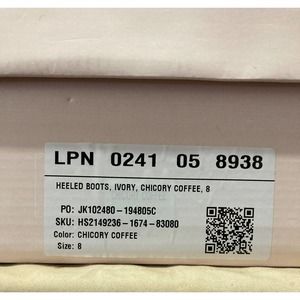 LPN 0241 05 8938
HEELED BOOTS, IVORY, CHICORY COFFEE, 8
PO: JK102480-194805C
SKU: HS2149236-1674-83080
Color: CHICORY COFFEE
Size: 8